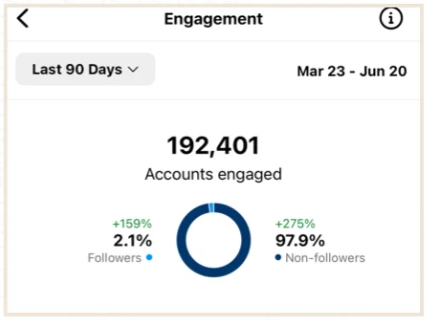 Engagement
Last 90 Days
Mar 23 - Jun 20
192,401
Accounts engaged
+159%
2.1%
Followers
+275%
97.9%
Non-followers